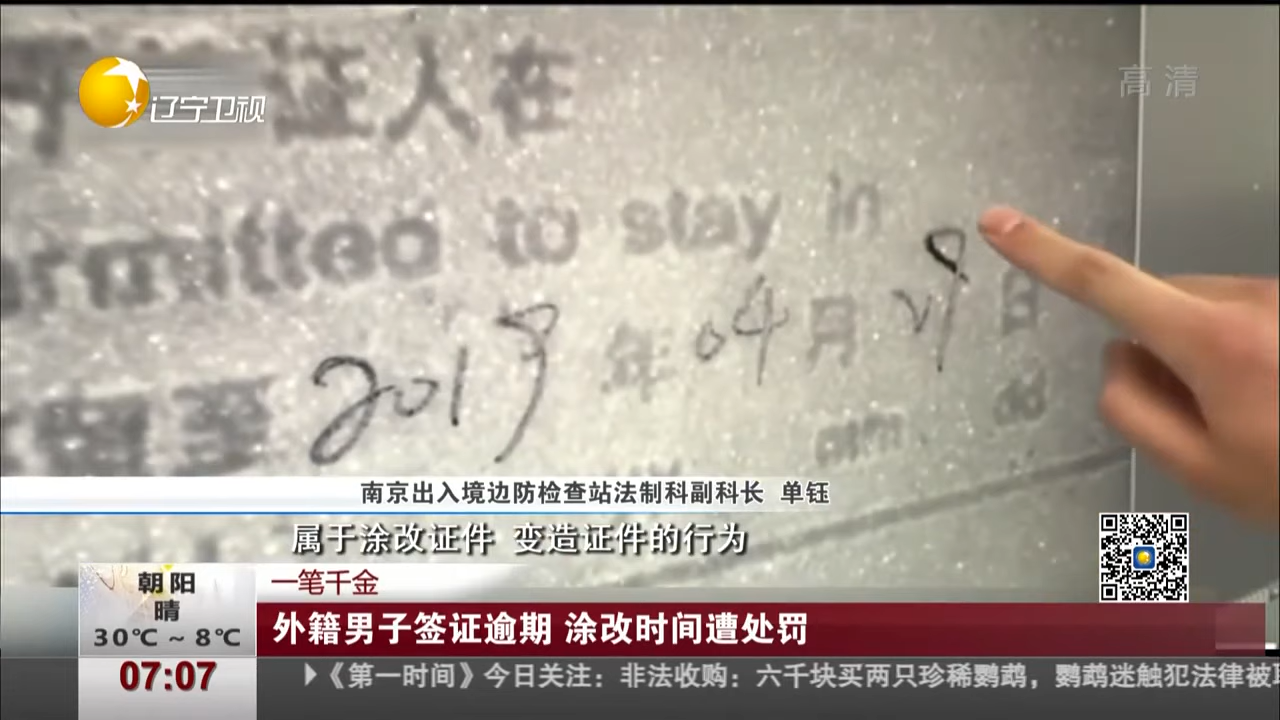 辽宁卫视
高清
证人在
rmitted to stay in
2019年04月29日
南京出入境边防检查站法制科副科长 单钰
属于涂改证件 变造证件的行为
朝阳
晴
30℃~8℃
07:07
一笔千金
外籍男子签证逾期 涂改时间遭处罚
《第一时间》今日关注：非法收购：六千块买两只珍稀鹦鹉，鹦鹉迷触犯法律被